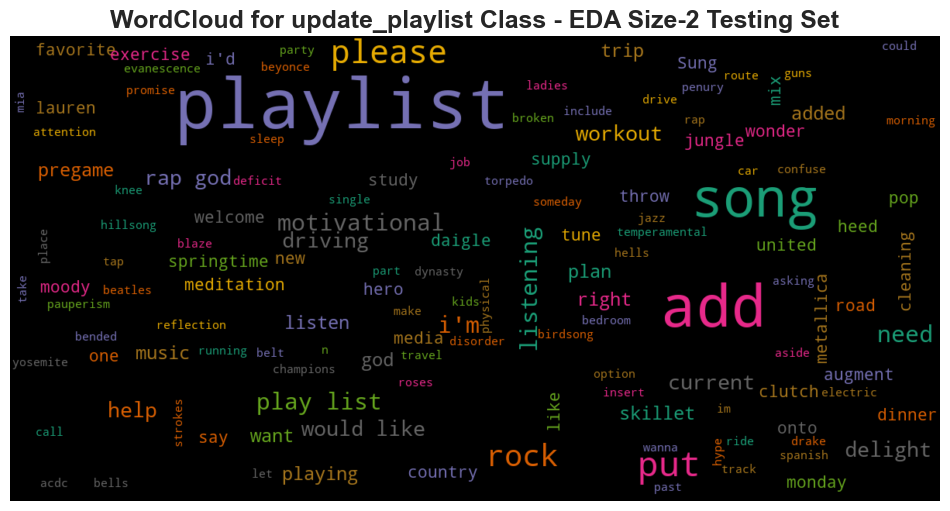 WordCloud for update_playlist Class - EDA Size-2 Testing Set
favorite
exercise
i'd
party
please
trip
could
evanescence
beyonce
Sung
route
guns
mia
promise
playlist
ladies
penury
mix
lauren
broken
include
drive
added
attention
sleep
workout
rap
jungle
wonder
morning
pregame
rap god
deficit
job
supply
car
confuse
knee
study
torpedo
single
someday
throw
song
pop
hillsong
welcome
motivational
jazz
heed
place
blaze
driving
daigle
listening
tune
temperamental
united
tap
springtime
new
hells
cleaning
take
moody
beatles
meditation
part
dynasty
plan
asking
pauperism
hero
kids
physical
right
add
metallica
road
bended
reflection
listen
make
i'm
bedroom
birdsong
need
one
music
running
belt
n
media
disorder
yosemite
champions
god
travel
aside
roses
current
option
augment
help
play list
like
insert
clutch
electric
call
strokes
say
want
would like
skillet
im
onto
dinner
rock
wanna
hype
ride
drake
delight
acdc
bells
let
playing
country
put
past
track
spanish
monday